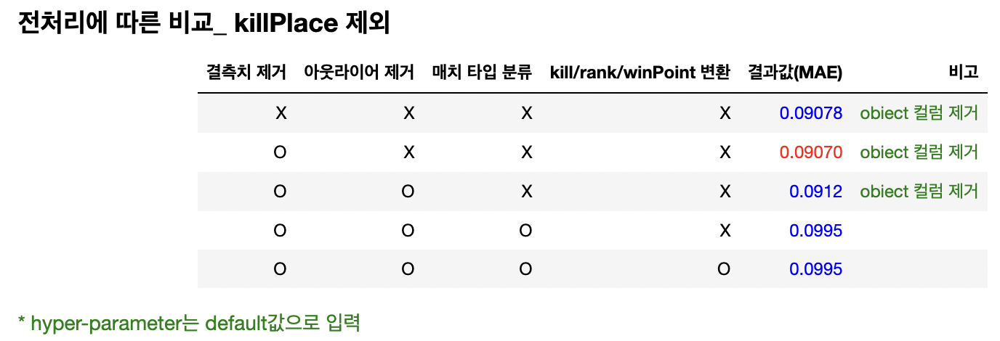 전처리에 따른 비교_ killPlace 제외
결측치 제거 아웃라이어 제거 매치 타입 분류 kill/rank/winPoint 변환 결과값(MAE) 비고
X X X X 0.09078 obiect 컬럼 제거
O X X X 0.09070 obiect 컬럼 제거
O O X X 0.0912 obiect 컬럼 제거
O O O X 0.0995
O O O O 0.0995
* hyper-parameter는 default값으로 입력